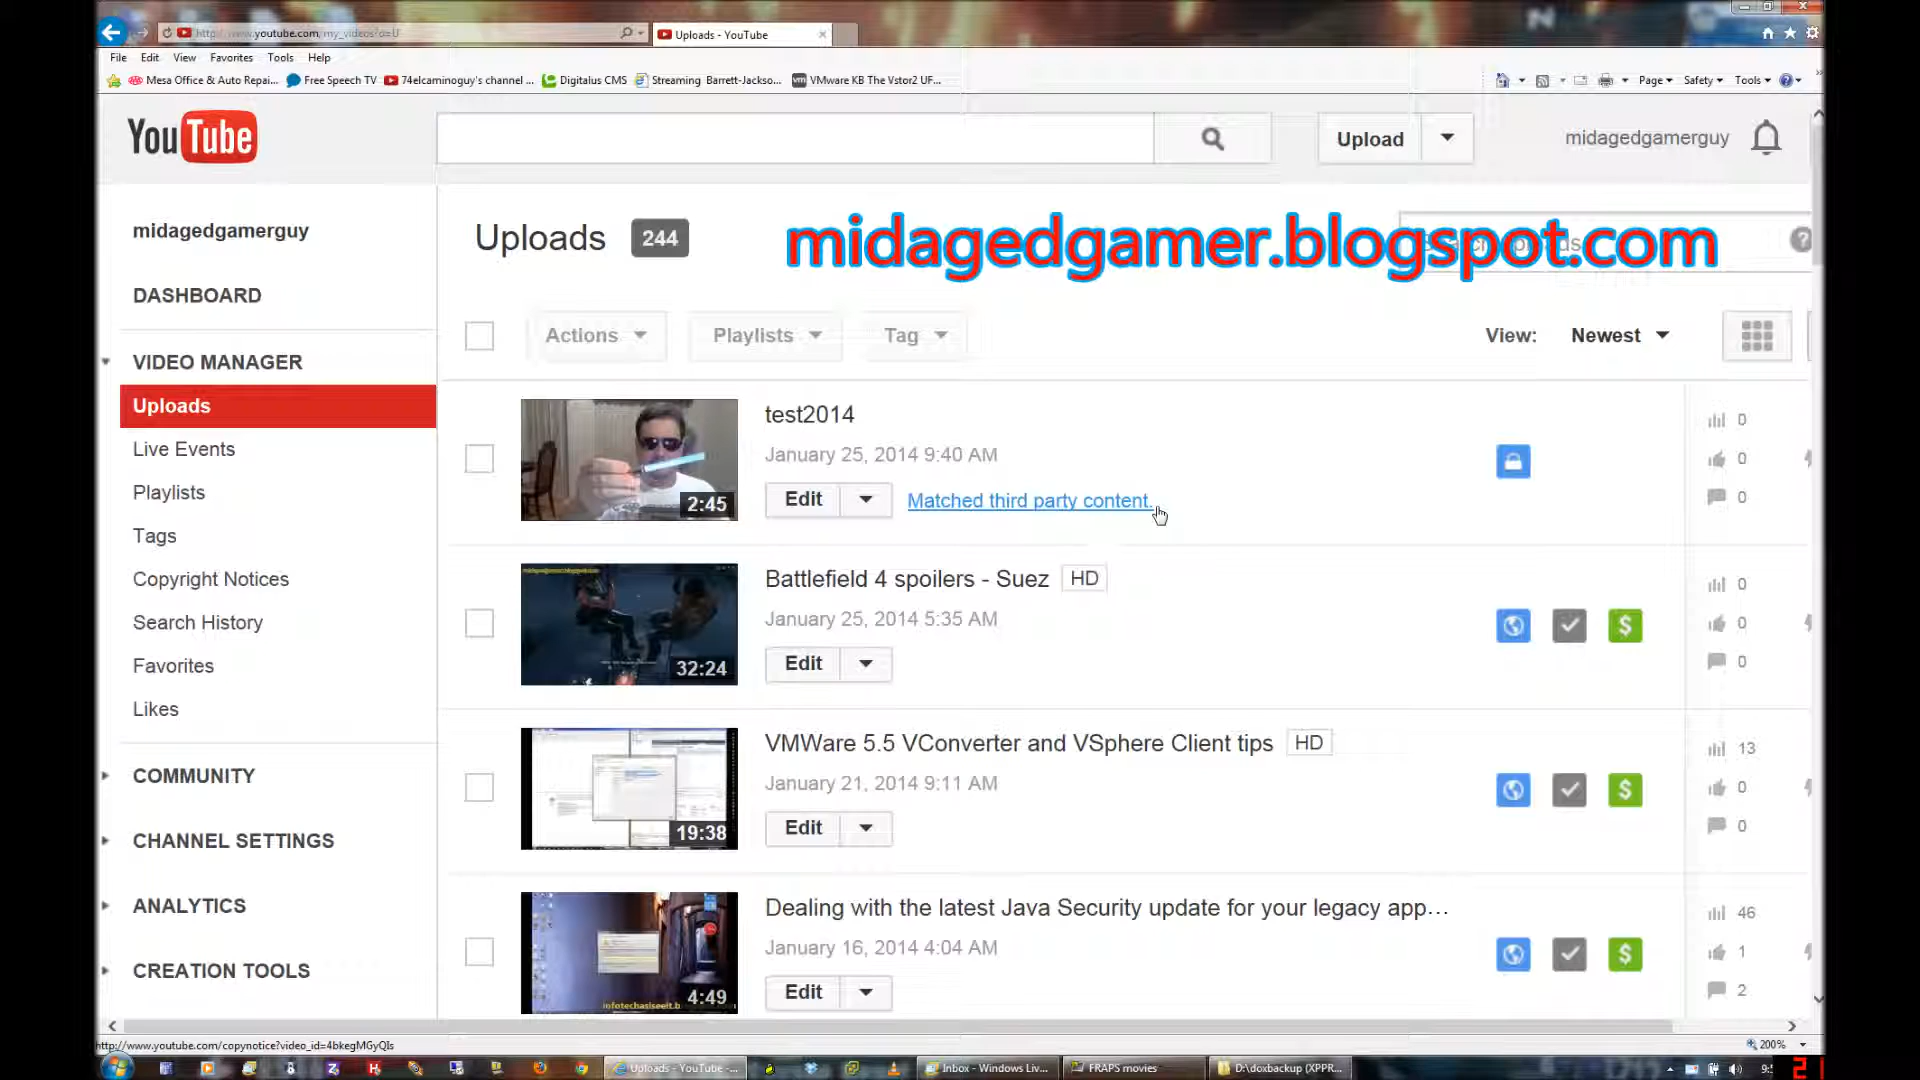 http://www.youtube.com/my_videos?o=U
Uploads - YouTube
File Edit View Favorites Tools Help
Mesa Office & Auto Repai... Free Speech TV 74elcaminoguy's channel ... Digitalus CMS Streaming Barrett-Jackso... VMware KB The Vstor2 UF...
Page Safety Tools
YouTube
Upload
midagedgamerguy
midagedgamerguy
DASHBOARD
VIDEO MANAGER
Uploads
Live Events
Playlists
Tags
Copyright Notices
Search History
Favorites
Likes
COMMUNITY
CHANNEL SETTINGS
ANALYTICS
CREATION TOOLS
Uploads 244
midagedgamer.blogspot.com
Actions Playlists Tag
View: Newest
test2014
January 25, 2014 9:40 AM
Edit Matched third party content.
2:45
0
0
0
Battlefield 4 spoilers - Suez HD
January 25, 2014 5:35 AM
Edit
32:24
0
0
0
VMWare 5.5 VConverter and VSphere Client tips HD
January 21, 2014 9:11 AM
Edit
19:38
13
0
0
Dealing with the latest Java Security update for your legacy app...
January 16, 2014 4:04 AM
Edit
infotechasiseeit.b
4:49
46
1
2
http://www.youtube.com/copynotice?video_id=4bkegMGyQIs
200%
Uploads - YouTube -...
Inbox - Windows Liv...
FRAPS movies
D:\doxbackup (XPPR...